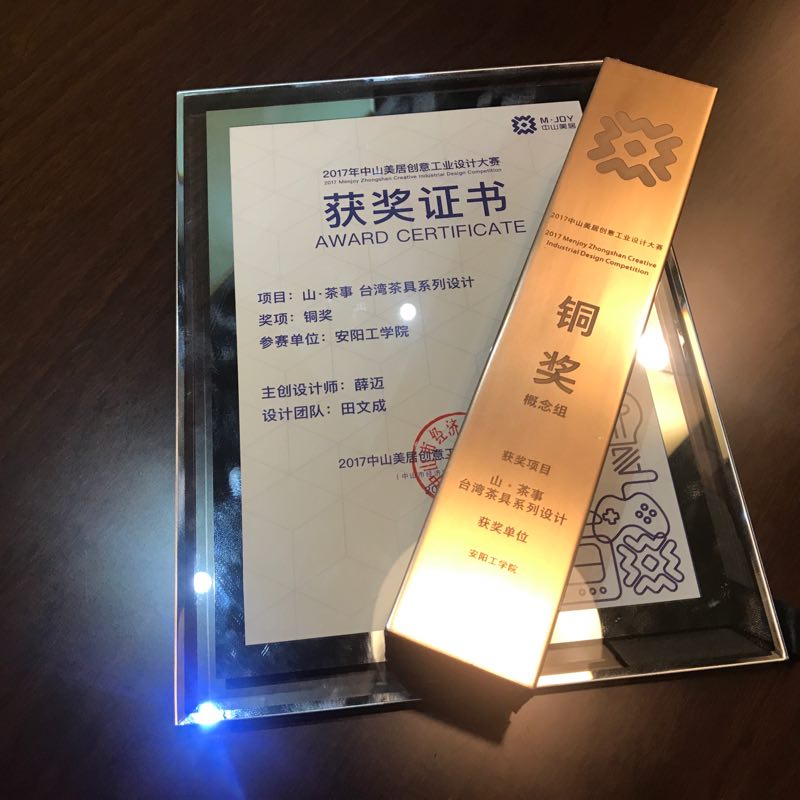 M·JOY
中山美居
2017年中山美居创意工业设计大赛
2017 Menjoy Zhongshan Creative Industrial Design Competition
获奖证书
AWARD CERTIFICATE
项目：山·茶事 台湾茶具系列设计
奖项：铜奖
参赛单位：安阳工学院
主创设计师：薛迈
设计团队：田文成
2017中山美居创意工
（中山市经济
2017中山美居创意工业设计大赛
2017 Menjoy Zhongshan Creative
Industrial Design Competition
铜
奖
概念组
获奖项目
山·茶事
台湾茶具系列设计
获奖单位
安阳工学院